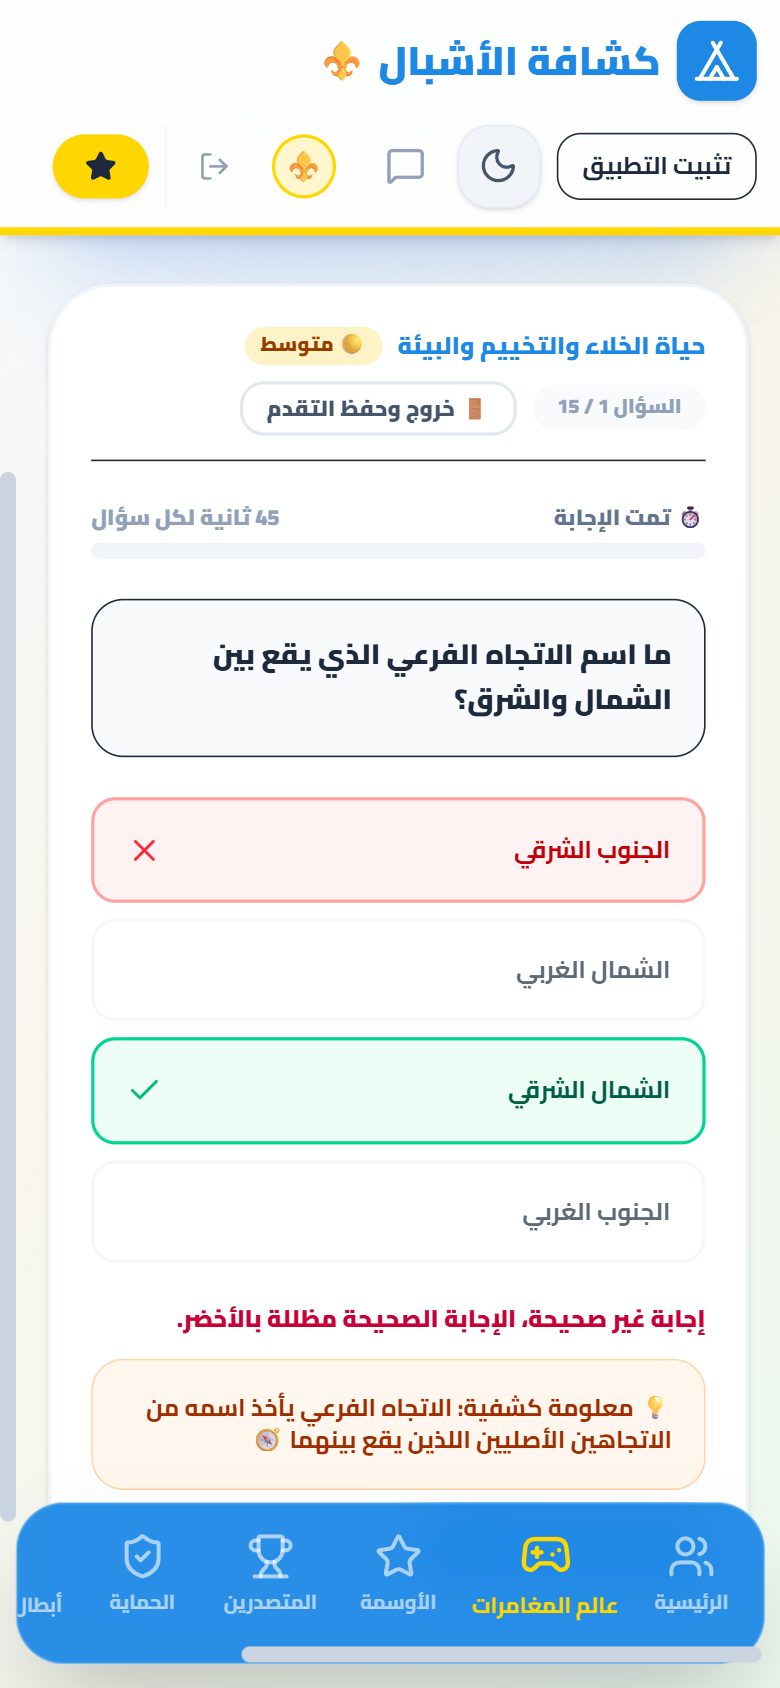 كشافة الأشبال ⚜️
تثبيت التطبيق
حياة الخلاء والتخييم والبيئة
🟡 متوسط
السؤال 1 / 15
🚪 خروج وحفظ التقدم
⏱️ تمت الإجابة
45 ثانية لكل سؤال
ما اسم الاتجاه الفرعي الذي يقع بين
الشمال والشرق؟
الجنوب الشرقي
الشمال الغربي
الشمال الشرقي
الجنوب الغربي
إجابة غير صحيحة، الإجابة الصحيحة مظللة بالأخضر.
💡 معلومة كشفية: الاتجاه الفرعي يأخذ اسمه من
الاتجاهين الأصليين اللذين يقع بينهما 🧭
الرئيسية
عالم المغامرات
الأوسمة
المتصدرين
الحماية
أبطال